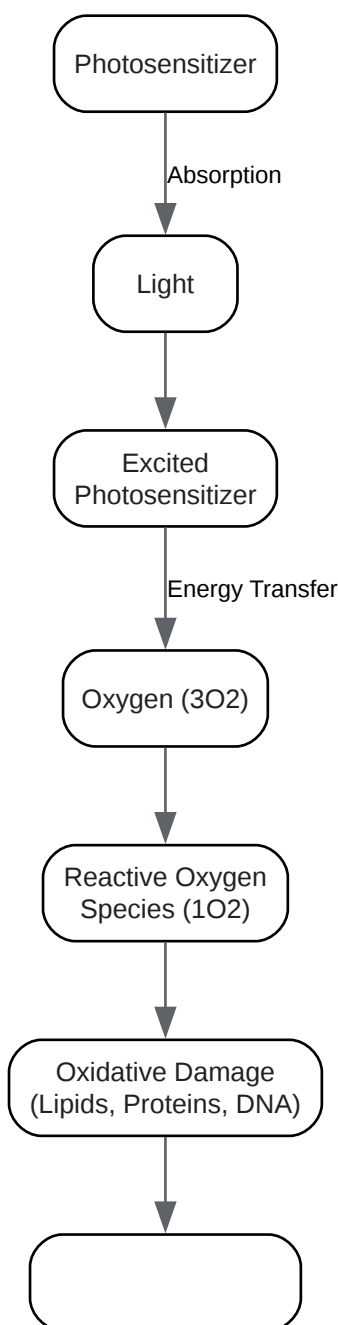 Photosensitizer
Absorption
Light
Excited
Photosensitizer
Energy Transfer
Oxygen (3O2)
Reactive Oxygen
Species (1O2)
Oxidative Damage
(Lipids, Proteins, DNA)